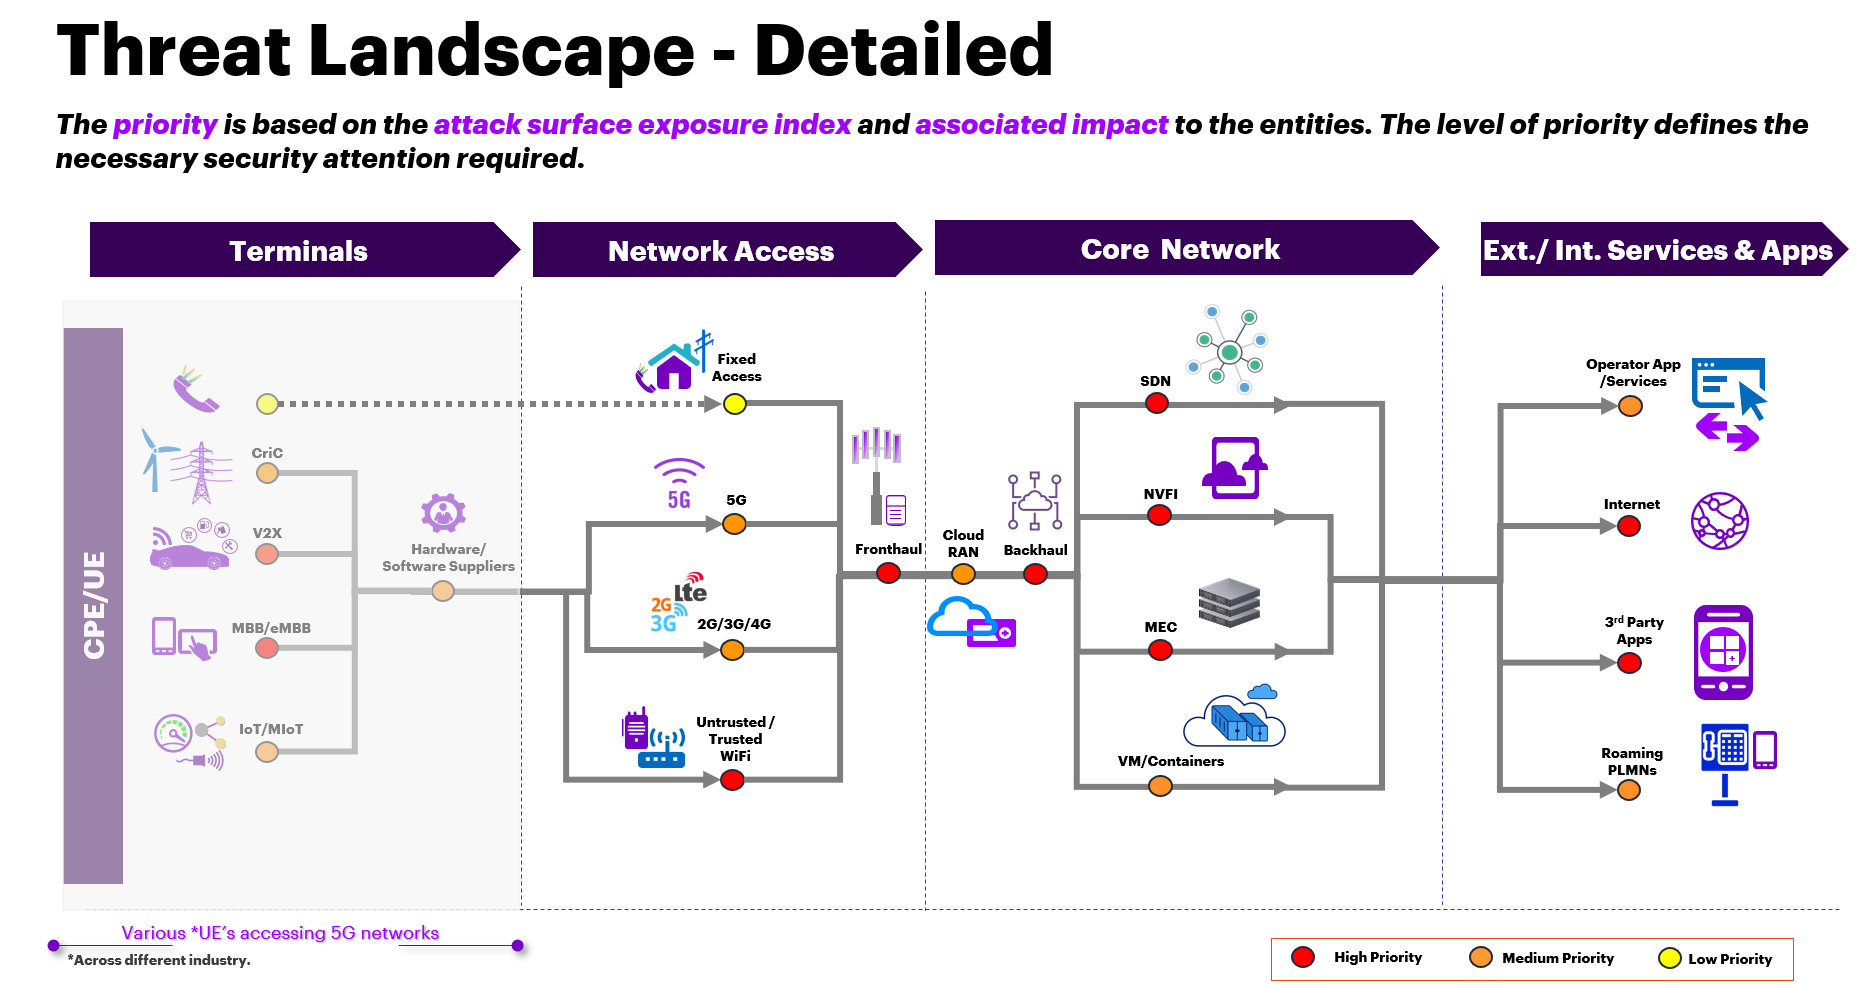 Threat Landscape - Detailed
The priority is based on the attack surface exposure index and associated impact to the entities. The level of priority defines the
necessary security attention required.
Terminals
Network Access
Core Network
Ext./ Int. Services & Apps
CPE/UE
CriC
V2X
MBB/eMBB
IoT/MIoT
Hardware/
Software Suppliers
Fixed
Access
5G
5G
Lte
2G
3G
2G/3G/4G
Untrusted /
Trusted
WiFi
Fronthaul
Cloud
RAN
Backhaul
SDN
NVFI
MEC
VM/Containers
Operator App
/Services
Internet
3rd Party
Apps
Roaming
PLMNs
Various *UE's accessing 5G networks
*Across different industry.
High Priority
Medium Priority
Low Priority